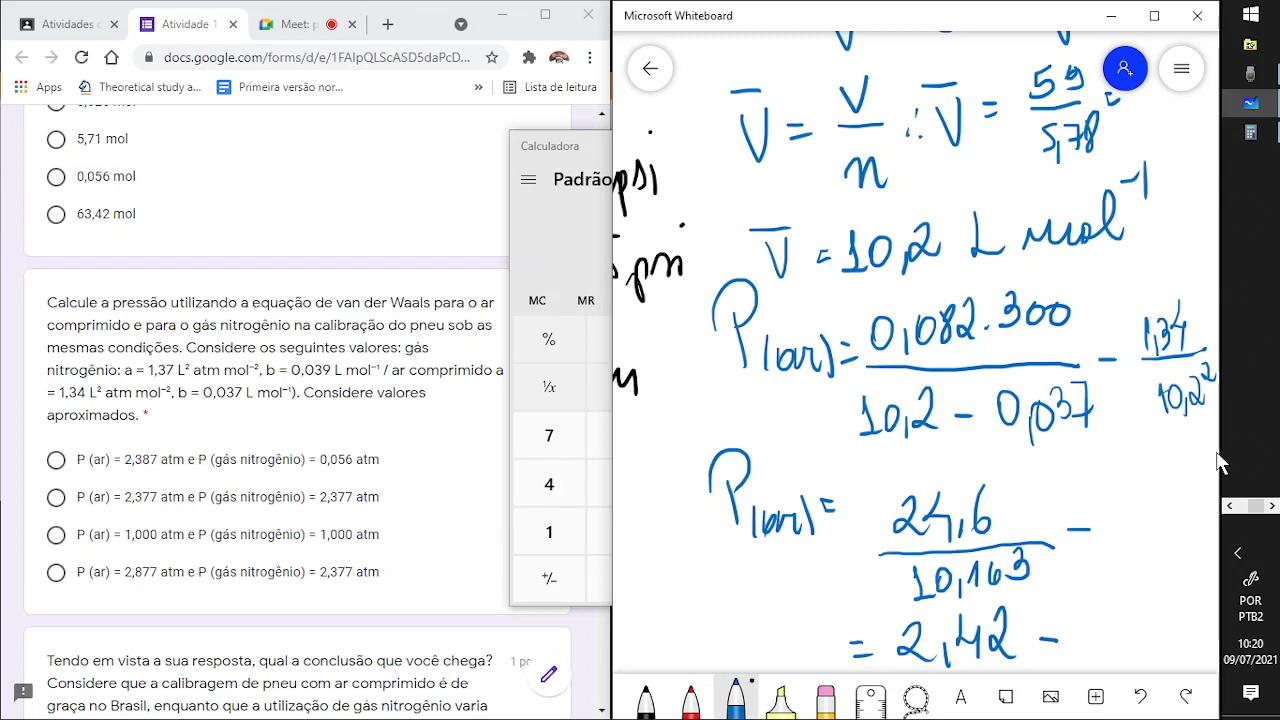 Atividades d
Atividade 1
Meet: p
docs.google.com/forms/d/e/1FAIpQLScASD5daPcD...
Apps
Theoretical study a...
Primeira versão nor...
»
Lista de leitura
5,71 mol
0,056 mol
63,42 mol
Calcule a pressão utilizando a equação de van der Waals para o ar
comprimido e para o gás nitrogênio na calibração do pneu sob as
mesmas condições. Considere os seguintes valores: gás
nitrogênio a = 1,37 L² atm mol⁻², b = 0,039 L mol⁻¹ / ar comprimido a
= 1,34 L² atm mol⁻², b = 0,037 L mol⁻¹). Considere valores
aproximados. *
P (ar) = 2,387 atm e P (gás nitrogênio) = 0,056 atm
P (ar) = 2,377 atm e P (gás nitrogênio) = 2,377 atm
P (ar) = 1,000 atm e P (gás nitrogênio) = 1,000 atm
P (ar) = 2,877 atm e P (gás nitrogênio) = 2,377 atm
Tendo em vista a sua resposta, qual a conclusão que você chega?
1 po
Considere que a calibragem de pneu com ar comprimido é de
graça no Brasil, enquanto que a utilização de gás nitrogênio varia
Calculadora
Padrão
MC MR
%
¹/x
7
4
1
+/−
Microsoft Whiteboard
V̅ = V/n ∴ V̅ = 59/5,78 =
psi
V̅ = 10,2 L mol⁻¹
P(ar) = 0,082.300/10,2 − 0,037 − 1,34/10,2²
P(ar) = 24,6/10,163 −
= 2,42 −
A
POR
PTB2
10:20
09/07/2021